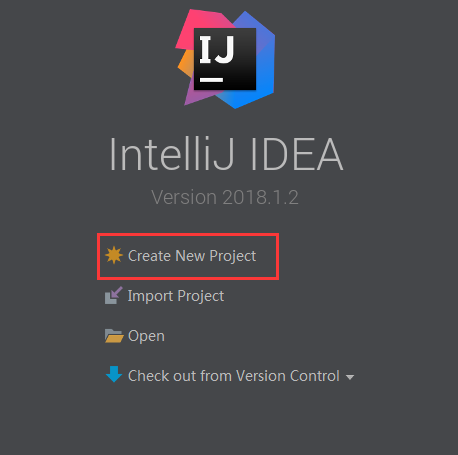 IJ
IntelliJ IDEA
Version 2018.1.2
Create New Project
Import Project
Open
Check out from Version Control